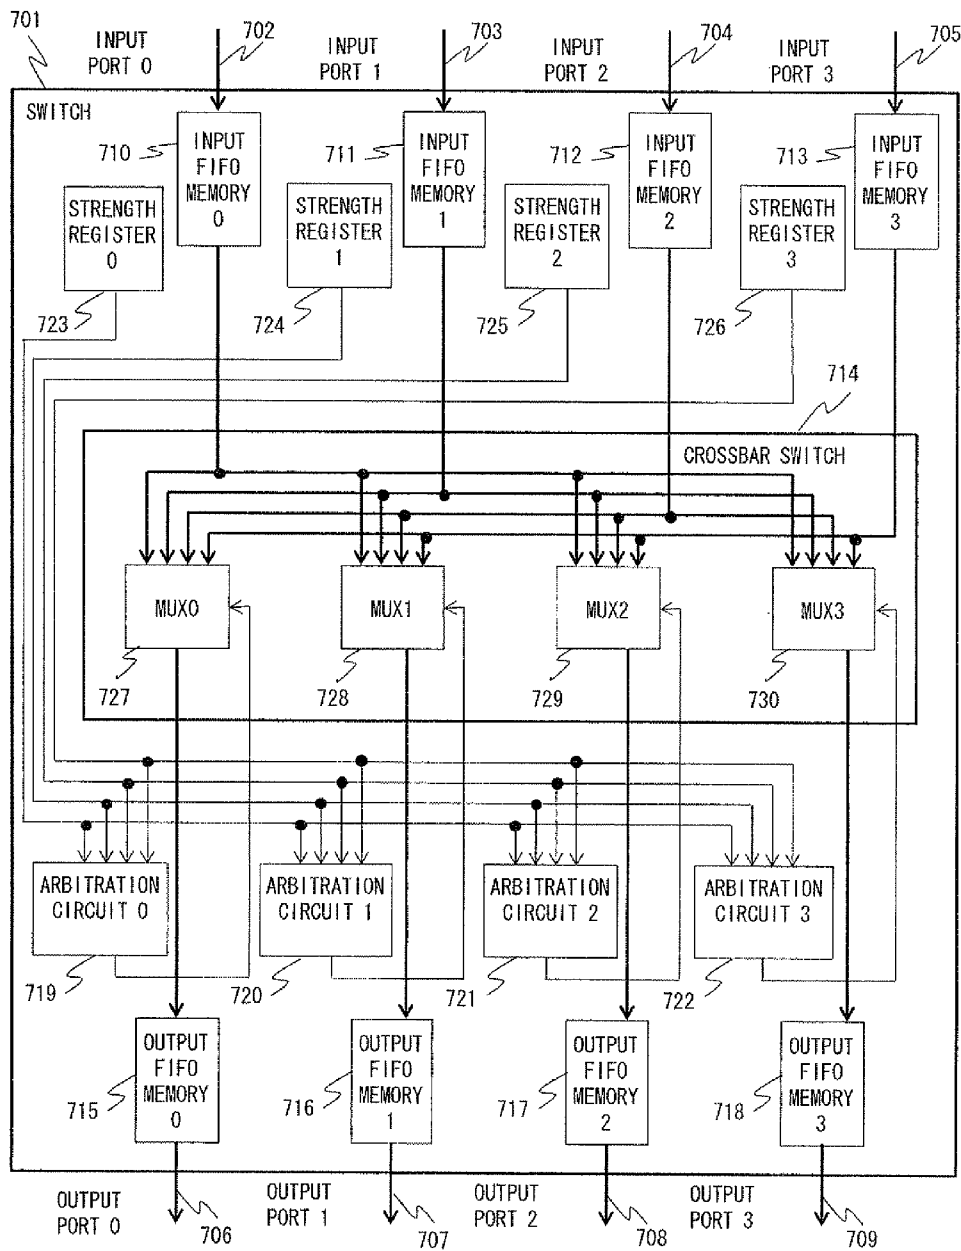 701
INPUT
PORT 0
702
INPUT
PORT 1
703
INPUT
PORT 2
704
INPUT
PORT 3
705
SWITCH
710
INPUT
FIFO
MEMORY
0
711
INPUT
FIFO
MEMORY
1
712
INPUT
FIFO
MEMORY
2
713
INPUT
FIFO
MEMORY
3
STRENGTH
REGISTER
0
723
STRENGTH
REGISTER
1
724
STRENGTH
REGISTER
2
725
STRENGTH
REGISTER
3
726
714
CROSSBAR SWITCH
MUX0
727
MUX1
728
MUX2
729
MUX3
730
ARBITRATION
CIRCUIT 0
719
ARBITRATION
CIRCUIT 1
720
ARBITRATION
CIRCUIT 2
721
ARBITRATION
CIRCUIT 3
722
OUTPUT
FIFO
MEMORY
0
715
OUTPUT
FIFO
MEMORY
1
716
OUTPUT
FIFO
MEMORY
2
717
OUTPUT
FIFO
MEMORY
3
718
OUTPUT
PORT 0
706
OUTPUT
PORT 1
707
OUTPUT
PORT 2
708
OUTPUT
PORT 3
709